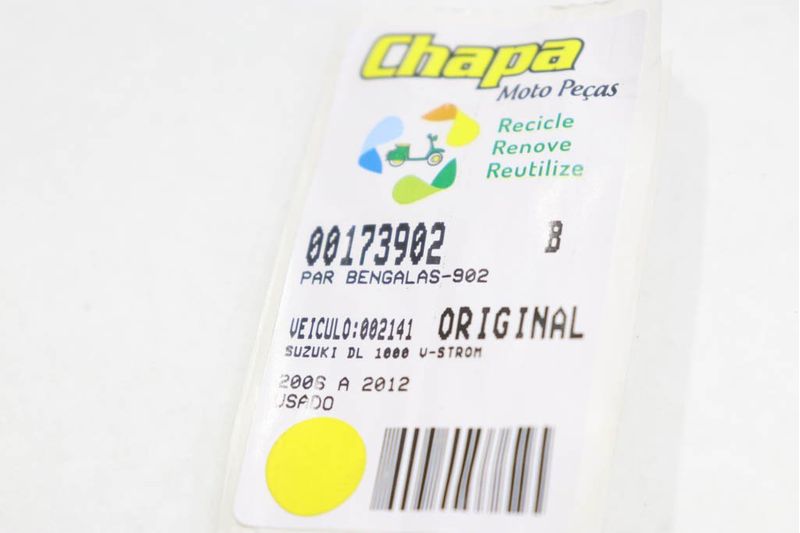 Chapa
Moto Peças
Recicle
Renove
Reutilize
00173902 B
PAR BENGALAS-902
VEICULO:002141 ORIGINAL
SUZUKI DL 1000 V-STROM
2006 A 2012
USADO